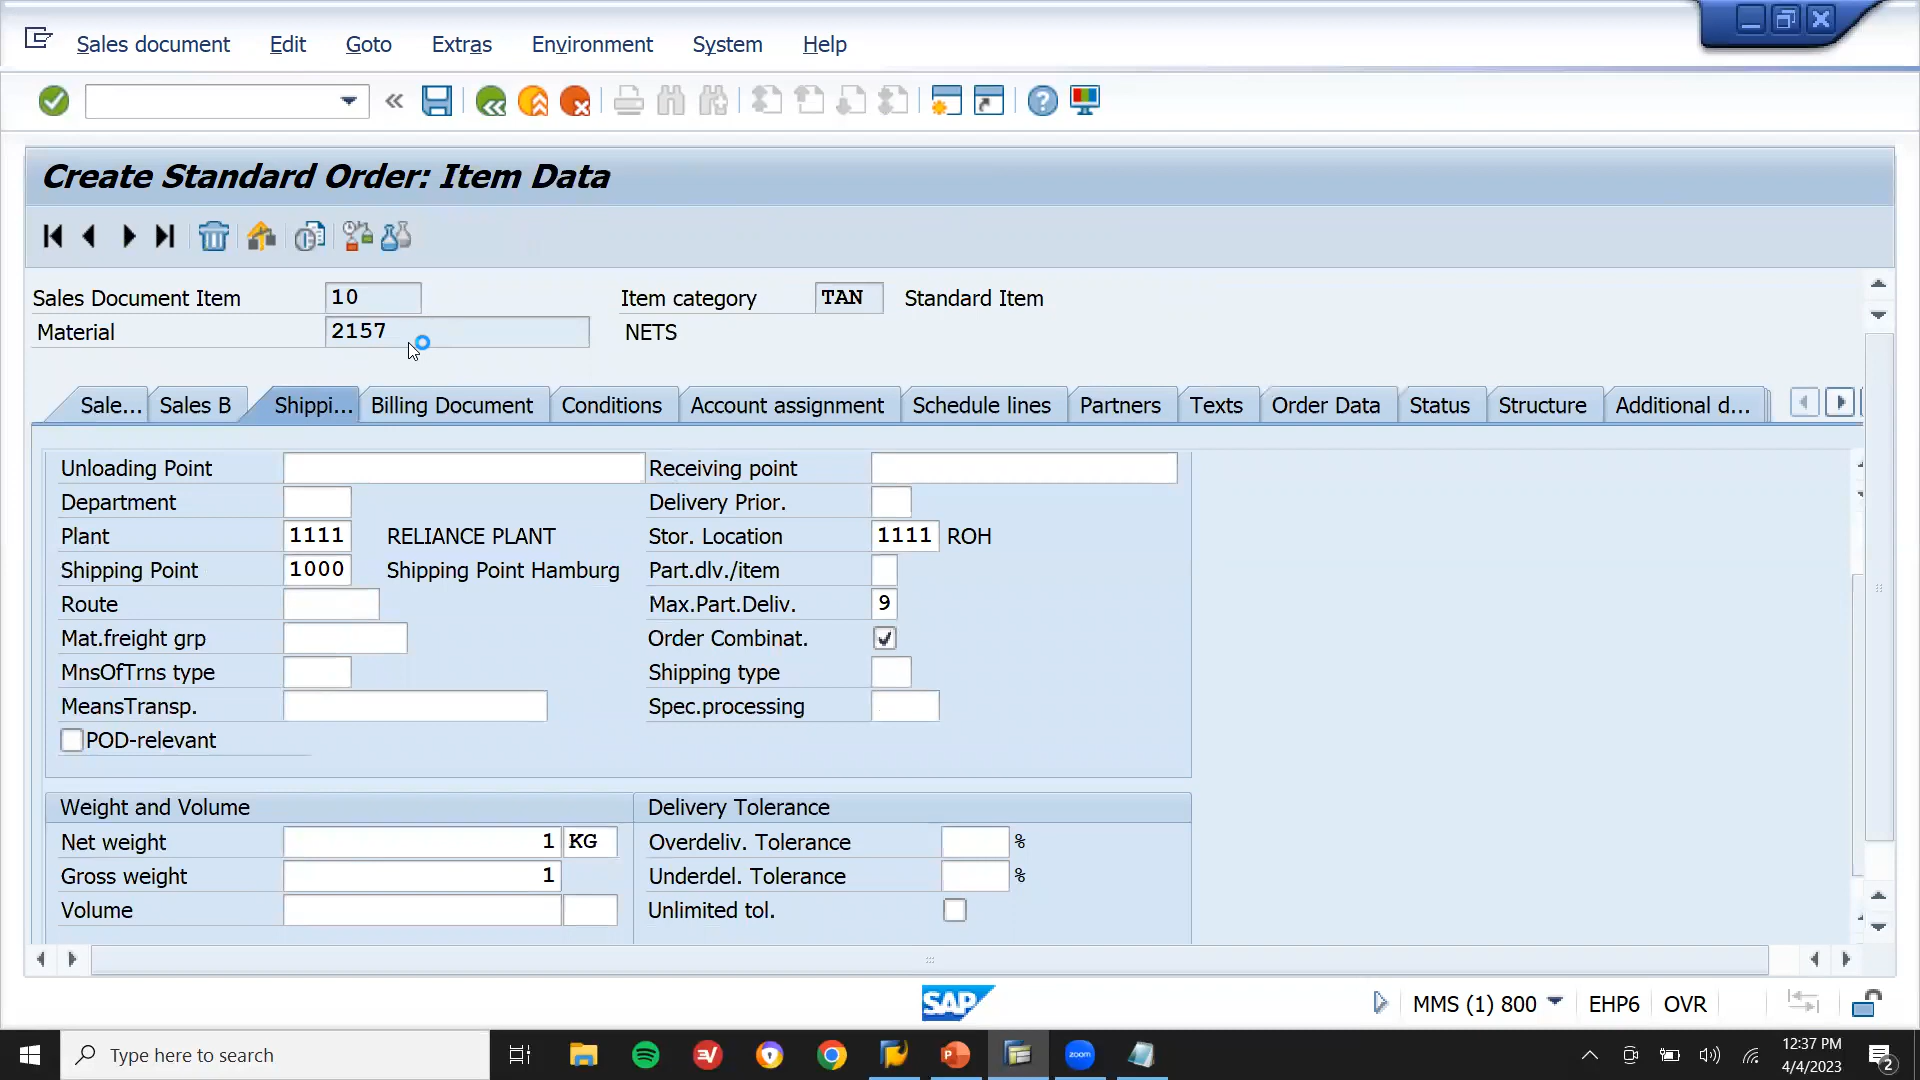 Sales document Edit Goto Extras Environment System Help
Create Standard Order: Item Data
Sales Document Item 10 Item category TAN Standard Item
Material 2157 NETS
Sale... Sales B Shippi... Billing Document Conditions Account assignment Schedule lines Partners Texts Order Data Status Structure Additional d...
Unloading Point Receiving point
Department Delivery Prior.
Plant 1111 RELIANCE PLANT Stor. Location 1111 ROH
Shipping Point 1000 Shipping Point Hamburg Part.dlv./item
Route Max.Part.Deliv. 9
Mat.freight grp Order Combinat.
MnsOfTrns type Shipping type
MeansTransp. Spec.processing
POD-relevant
Weight and Volume Delivery Tolerance
Net weight 1 KG Overdeliv. Tolerance %
Gross weight 1 Underdel. Tolerance %
Volume Unlimited tol.
SAP MMS (1) 800 EHP6 OVR
Type here to search zoom 12:37 PM
4/4/2023 2